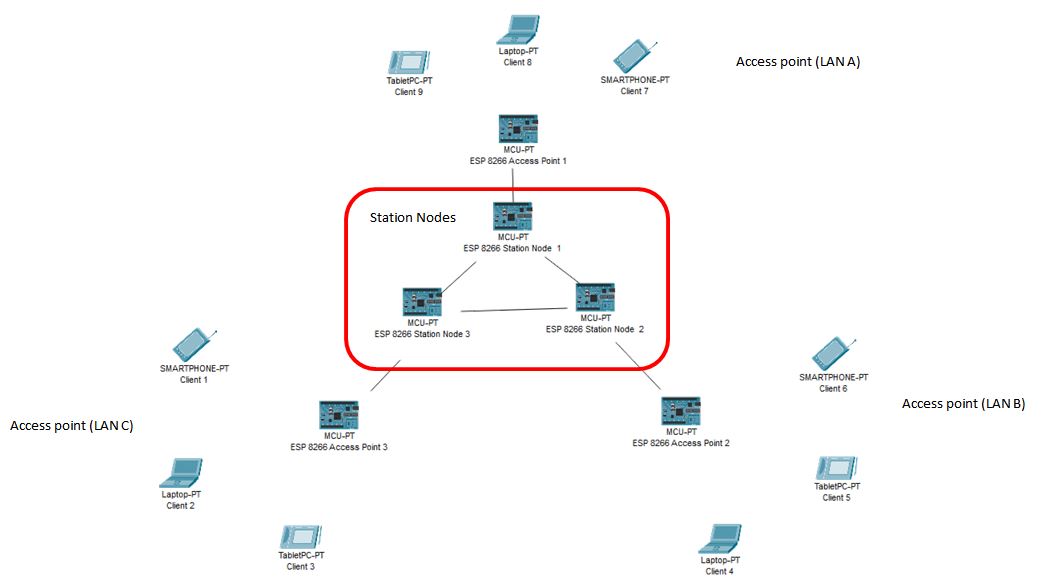 Laptop-PT
Client 8
Access point (LAN A)
TabletPC-PT
Client 9
SMARTPHONE-PT
Client 7
MCU-PT
ESP 8266 Access Point 1
Station Nodes
MCU-PT
ESP 8266 Station Node 1
MCU-PT
ESP 8266 Station Node 3
MCU-PT
ESP 8266 Station Node 2
SMARTPHONE-PT
Client 1
SMARTPHONE-PT
Client 6
Access point (LAN C)
Access point (LAN B)
MCU-PT
ESP 8266 Access Point 3
MCU-PT
ESP 8266 Access Point 2
Laptop-PT
Client 2
TabletPC-PT
Client 5
TabletPC-PT
Client 3
Laptop-PT
Client 4